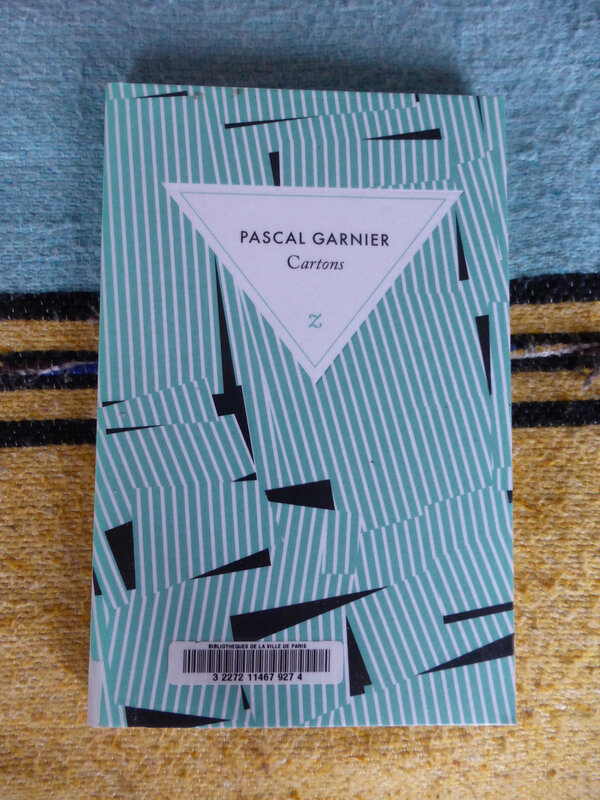 PASCAL GARNIER
Cartons
Z
BIBLIOTHEQUES DE LA VILLE DE PARIS
3 2272 11467 927 4